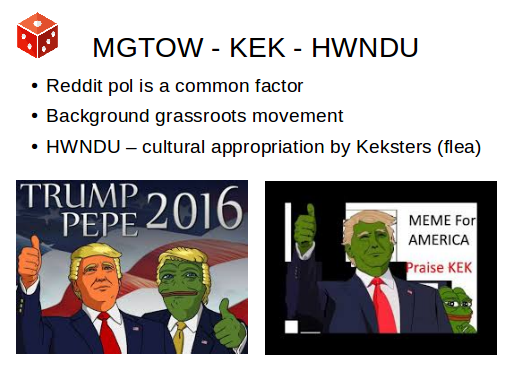 MGTOW - KEK - HWNDU
• Reddit pol is a common factor
• Background grassroots movement
• HWNDU – cultural appropriation by Keksters (flea)
TRUMP PEPE 2016
MEME For
AMERICA
Praise KEK